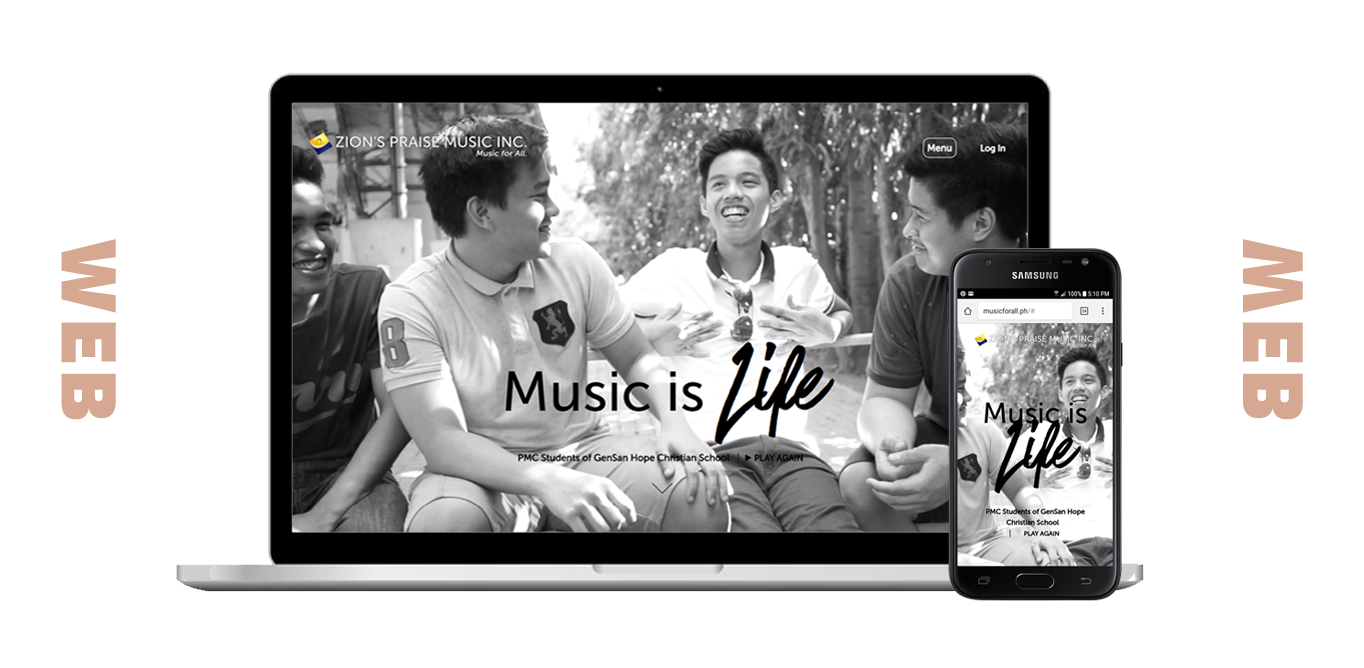 WEB
ZION'S PRAISE MUSIC INC.
Music for All.
Menu
Log In
8
Music is Life
PMC Students of GenSan Hope Christian School | ▶ PLAY AGAIN
SAMSUNG
100% 5:10 PM
musicforall.ph/#
ZION'S PRAISE MUSIC INC.
Music for All.
Music is
Life
PMC Students of GenSan Hope
Christian School
| PLAY AGAIN
WEB